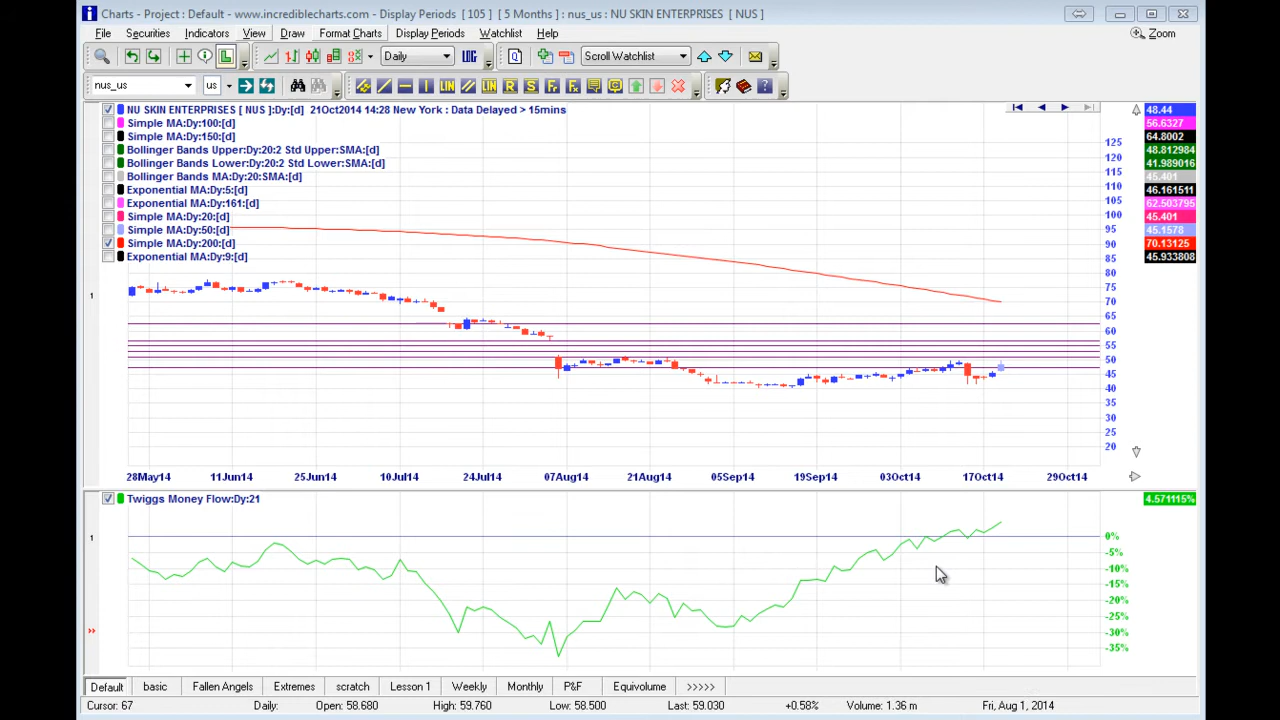 Charts - Project : Default - www.incrediblecharts.com - Display Periods [ 105 ] [ 5 Months : nus_us : NU SKIN ENTERPRISES [ NUS ]
File Securities Indicators View Draw Format Charts Display Periods Watchlist Help Zoom
Daily LOG Q Scroll Watchlist
nus_us us LIN LIN R S Fr Fx ?
NU SKIN ENTERPRISES [ NUS ]:Dy:[d] 21Oct2014 14:28 New York : Data Delayed > 15mins 48.44
Simple MA:Dy:100:[d] 56.6327
Simple MA:Dy:150:[d] 64.8002
Bollinger Bands Upper:Dy:20:2 Std Upper:SMA:[d] 48.812984
Bollinger Bands Lower:Dy:20:2 Std Lower:SMA:[d] 41.989016
Bollinger Bands MA:Dy:20:SMA:[d] 45.401
Exponential MA:Dy:5:[d] 46.161511
Exponential MA:Dy:161:[d] 62.503795
Simple MA:Dy:20:[d] 45.401
Simple MA:Dy:50:[d] 45.1578
Simple MA:Dy:200:[d] 70.13125
Exponential MA:Dy:9:[d] 45.933808
125
120
115
110
105
100
95
90
85
80
75
70
65
60
55
50
45
40
35
30
25
20
1
28May14 11Jun14 25Jun14 10Jul14 24Jul14 07Aug14 21Aug14 05Sep14 19Sep14 03Oct14 17Oct14 29Oct14
Twiggs Money Flow:Dy:21 4.571115%
1
0%
-5%
-10%
-15%
-20%
-25%
-30%
-35%
Default basic Fallen Angels Extremes scratch Lesson 1 Weekly Monthly P&F Equivolume >>>>>
Cursor: 67 Daily: Open: 58.680 High: 59.760 Low: 58.500 Last: 59.030 +0.58% Volume: 1.36 m Fri, Aug 1, 2014